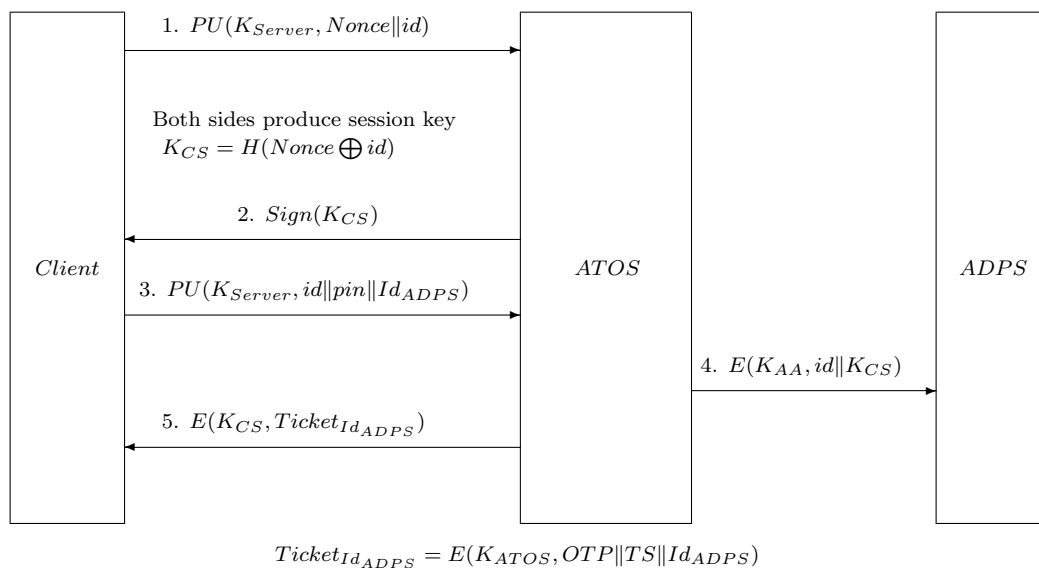 1. PU(K_Server, Nonce‖id)
Both sides produce session key
K_CS = H(Nonce ⨁ id)
2. Sign(K_CS)
Client
ATOS
ADPS
3. PU(K_Server, id‖pin‖Id_ADPS)
4. E(K_AA, id‖K_CS)
5. E(K_CS, Ticket_Id_ADPS)
Ticket_Id_ADPS = E(K_ATOS, OTP‖TS‖Id_ADPS)